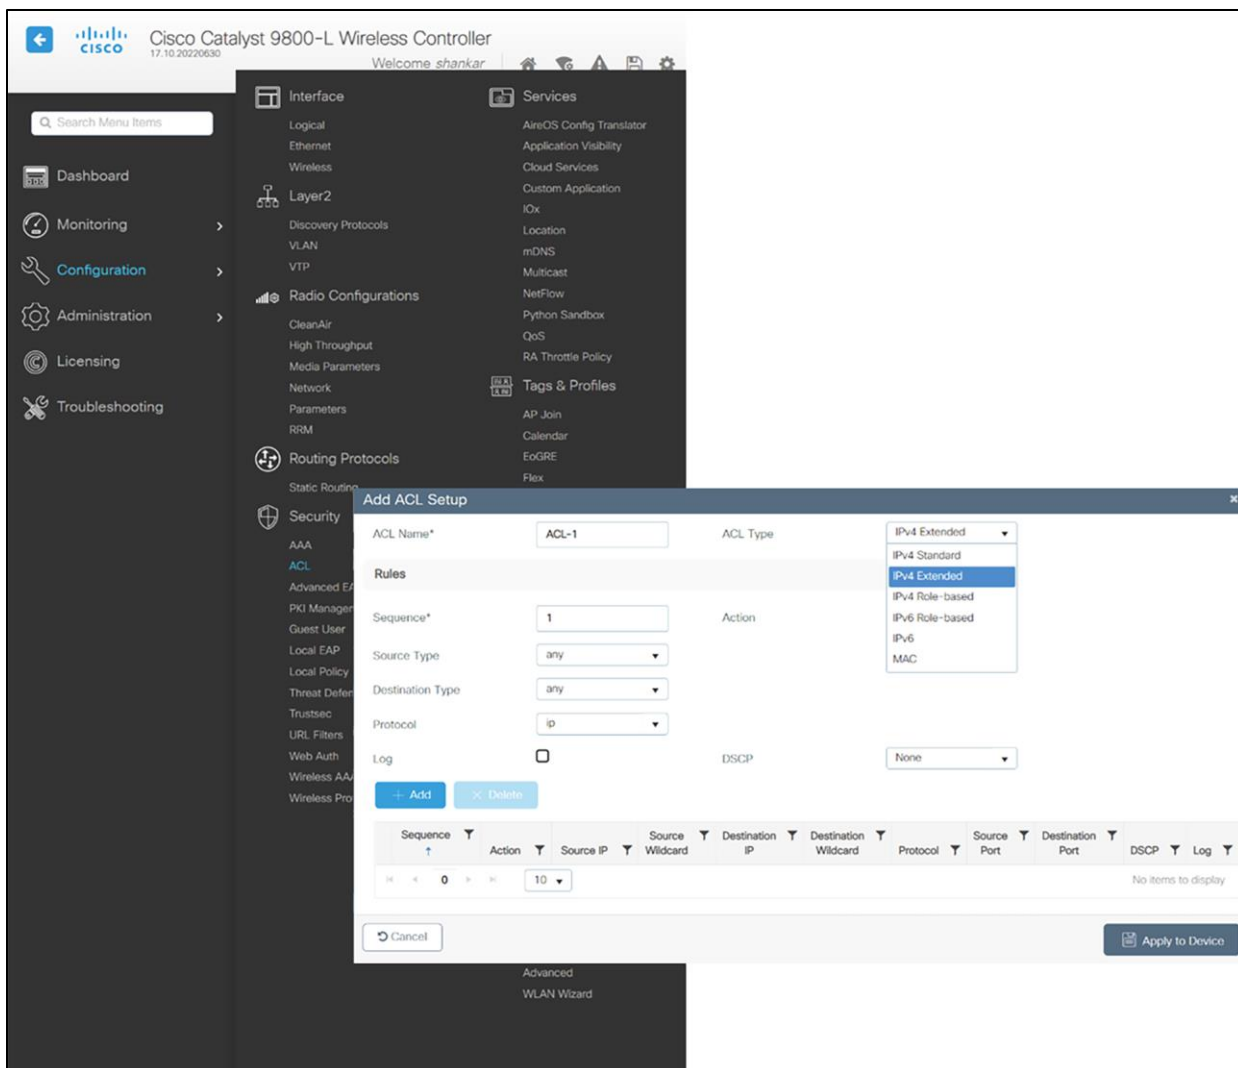 CISCO
Cisco Catalyst 9800-L Wireless Controller
17.10.20220630
Welcome shankar
Search Menu Items
Dashboard
Monitoring
Configuration
Administration
Licensing
Troubleshooting
Interface
Logical
Ethernet
Wireless
Layer2
Discovery Protocols
VLAN
VTP
Radio Configurations
CleanAir
High Throughput
Media Parameters
Network
Parameters
RRM
Routing Protocols
Static Routing
Security
AAA
ACL
Advanced EA
PKI Manager
Guest User
Local EAP
Local Policy
Threat Defen
Trustsec
URL Filters
Web Auth
Wireless AAA
Wireless Pro
Services
AireOS Config Translator
Application Visibility
Cloud Services
Custom Application
IOx
Location
mDNS
Multicast
NetFlow
Python Sandbox
QoS
RA Throttle Policy
Tags & Profiles
AP Join
Calendar
EoGRE
Flex
Add ACL Setup
ACL Name* ACL-1 ACL Type IPv4 Extended
IPv4 Standard
IPv4 Extended
IPv4 Role-based
IPv6 Role-based
IPv6
MAC
Rules
Sequence* 1 Action
Source Type any
Destination Type any
Protocol ip
Log DSCP None
+ Add × Delete
Sequence Action Source IP Source Wildcard Destination IP Destination Wildcard Protocol Source Port Destination Port DSCP Log
0 10 No items to display
Cancel Apply to Device
Advanced
WLAN Wizard